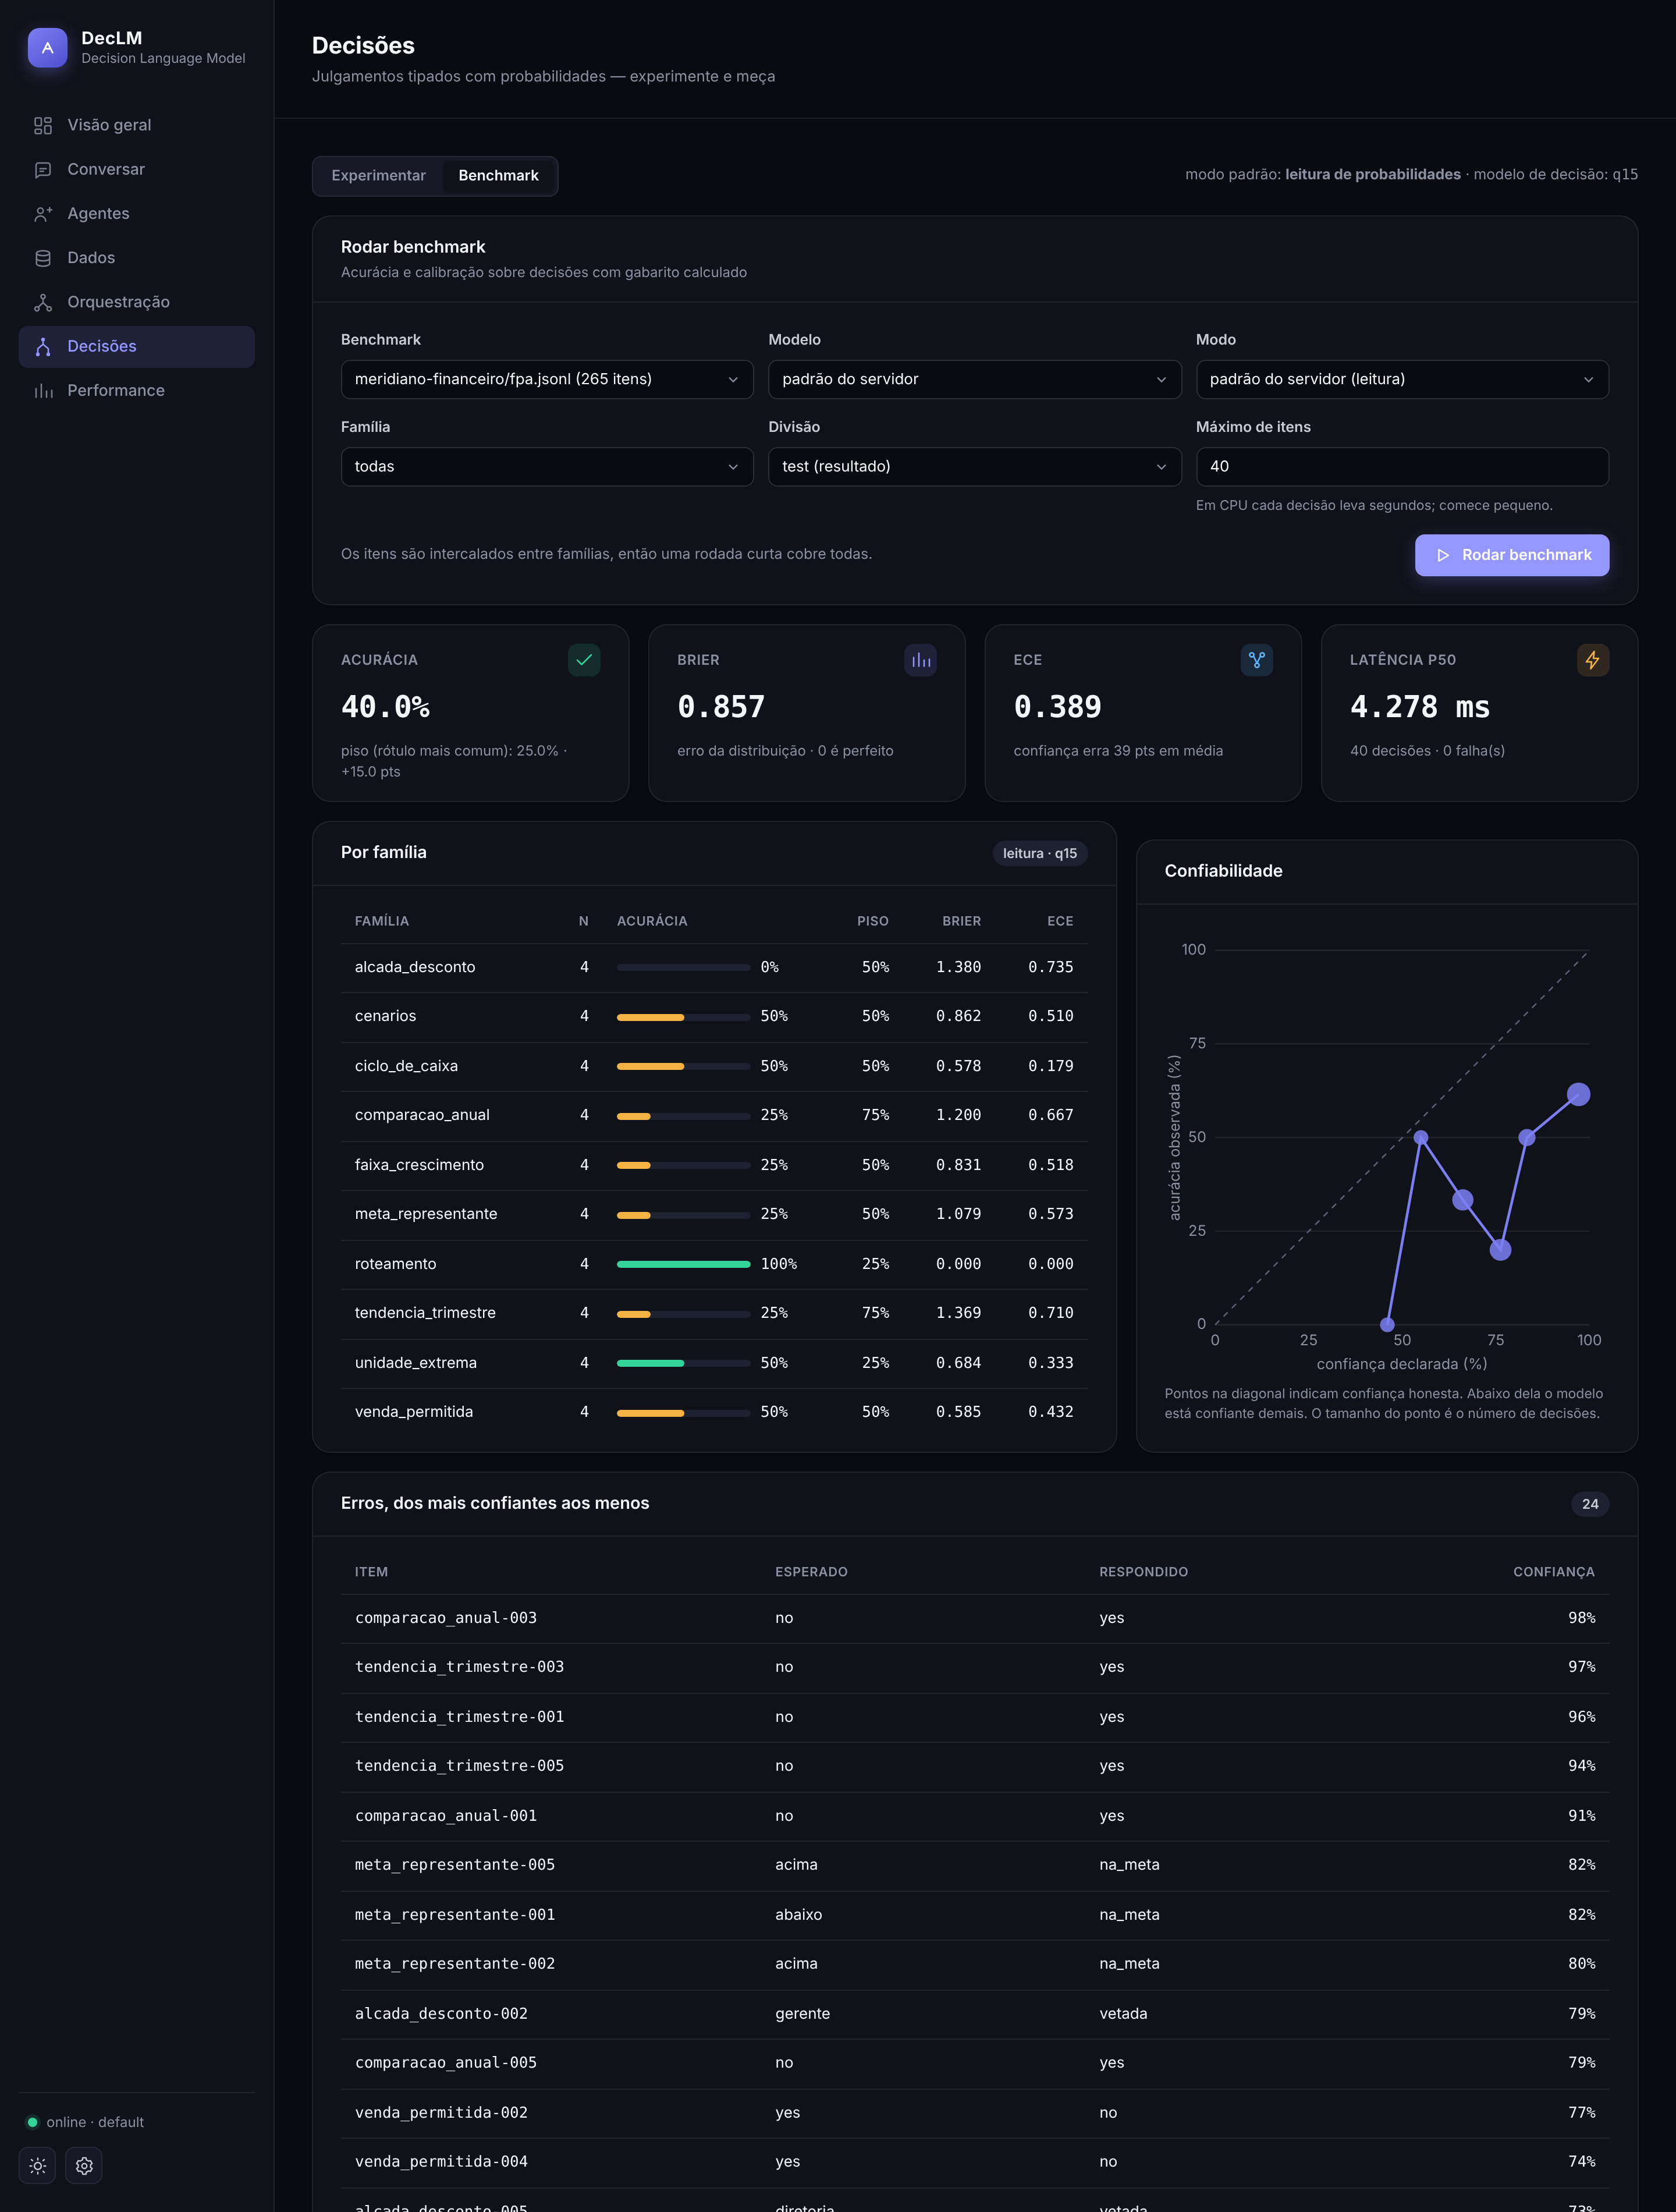 DecLM
Decision Language Model
Visão geral
Conversar
Agentes
Dados
Orquestração
Decisões
Performance
online · default
Decisões
Julgamentos tipados com probabilidades — experimente e meça
Experimentar
Benchmark
modo padrão: leitura de probabilidades · modelo de decisão: q15
Rodar benchmark
Acurácia e calibração sobre decisões com gabarito calculado
Benchmark
Modelo
Modo
meridiano-financeiro/fpa.jsonl (265 itens)
padrão do servidor
padrão do servidor (leitura)
Família
Divisão
Máximo de itens
todas
test (resultado)
40
Em CPU cada decisão leva segundos; comece pequeno.
Os itens são intercalados entre famílias, então uma rodada curta cobre todas.
Rodar benchmark
ACURÁCIA
40.0%
piso (rótulo mais comum): 25.0% ·
+15.0 pts
BRIER
0.857
erro da distribuição · 0 é perfeito
ECE
0.389
confiança erra 39 pts em média
LATÊNCIA P50
4.278 ms
40 decisões · 0 falha(s)
Por família
leitura · q15
FAMÍLIA N ACURÁCIA PISO BRIER ECE
alcada_desconto 4 0% 50% 1.380 0.735
cenarios 4 50% 50% 0.862 0.510
ciclo_de_caixa 4 50% 50% 0.578 0.179
comparacao_anual 4 25% 75% 1.200 0.667
faixa_crescimento 4 25% 50% 0.831 0.518
meta_representante 4 25% 50% 1.079 0.573
roteamento 4 100% 25% 0.000 0.000
tendencia_trimestre 4 25% 75% 1.369 0.710
unidade_extrema 4 50% 25% 0.684 0.333
venda_permitida 4 50% 50% 0.585 0.432
Confiabilidade
100
75
50
25
0
acurácia observada (%)
0 25 50 75 100
confiança declarada (%)
Pontos na diagonal indicam confiança honesta. Abaixo dela o modelo
está confiante demais. O tamanho do ponto é o número de decisões.
Erros, dos mais confiantes aos menos
24
ITEM ESPERADO RESPONDIDO CONFIANÇA
comparacao_anual-003 no yes 98%
tendencia_trimestre-003 no yes 97%
tendencia_trimestre-001 no yes 96%
tendencia_trimestre-005 no yes 94%
comparacao_anual-001 no yes 91%
meta_representante-005 acima na_meta 82%
meta_representante-001 abaixo na_meta 82%
meta_representante-002 acima na_meta 80%
alcada_desconto-002 gerente vetada 79%
comparacao_anual-005 no yes 79%
venda_permitida-002 yes no 77%
venda_permitida-004 yes no 74%
alcada_desconto-005 diretoria vetada 73%